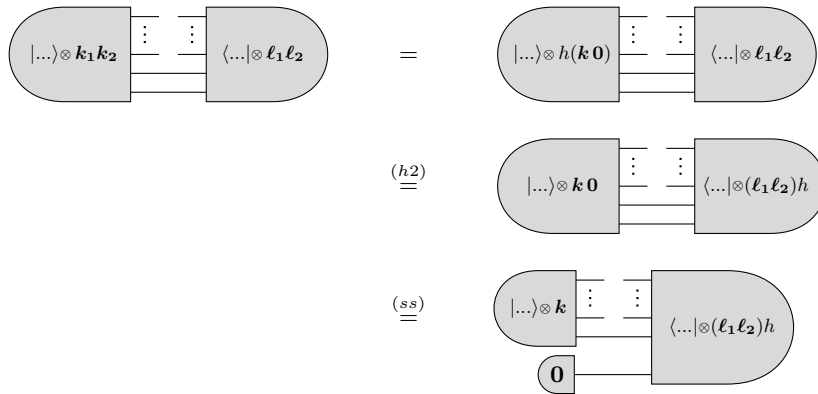 |...⟩⊗ k₁k₂ ⋮ ⋮ ⟨...|⊗ ℓ₁ℓ₂ = |...⟩⊗ h(k 0) ⋮ ⋮ ⟨...|⊗ ℓ₁ℓ₂
(h2)
= |...⟩⊗ k 0 ⋮ ⋮ ⟨...|⊗(ℓ₁ℓ₂)h
(ss)
= |...⟩⊗ k ⋮ ⋮ ⟨...|⊗(ℓ₁ℓ₂)h
0